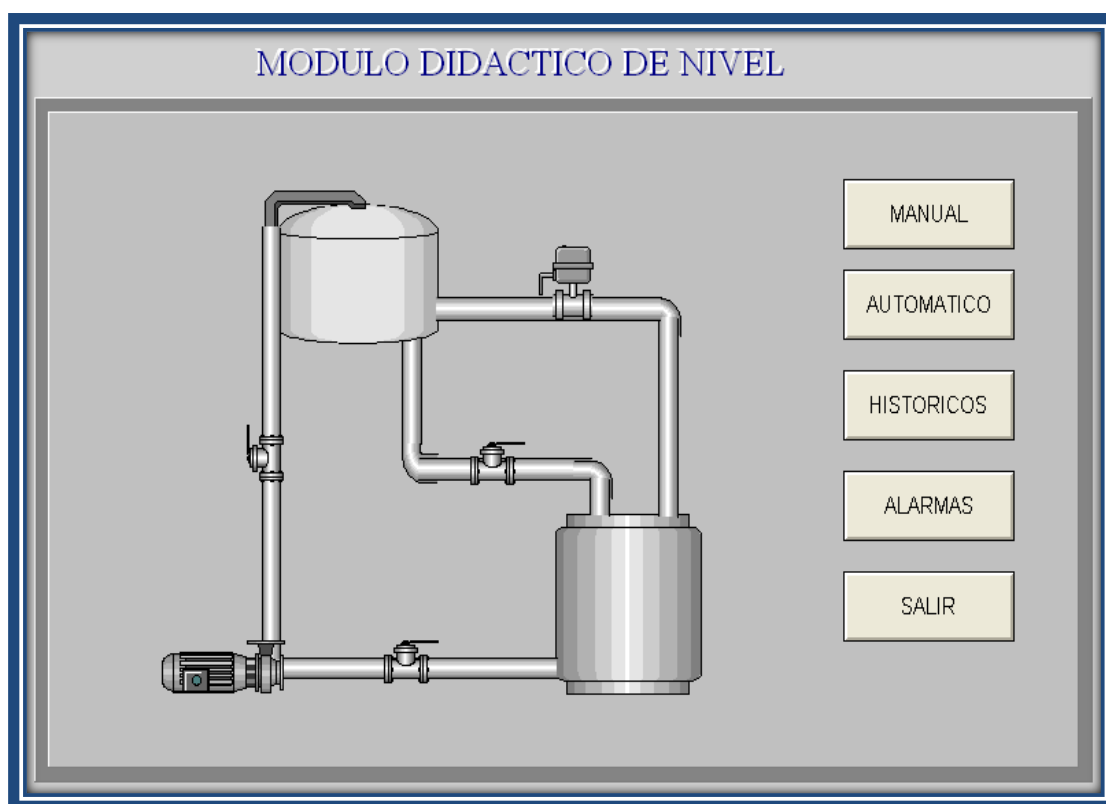 MODULO DIDACTICO DE NIVEL
MANUAL
AUTOMATICO
HISTORICOS
ALARMAS
SALIR